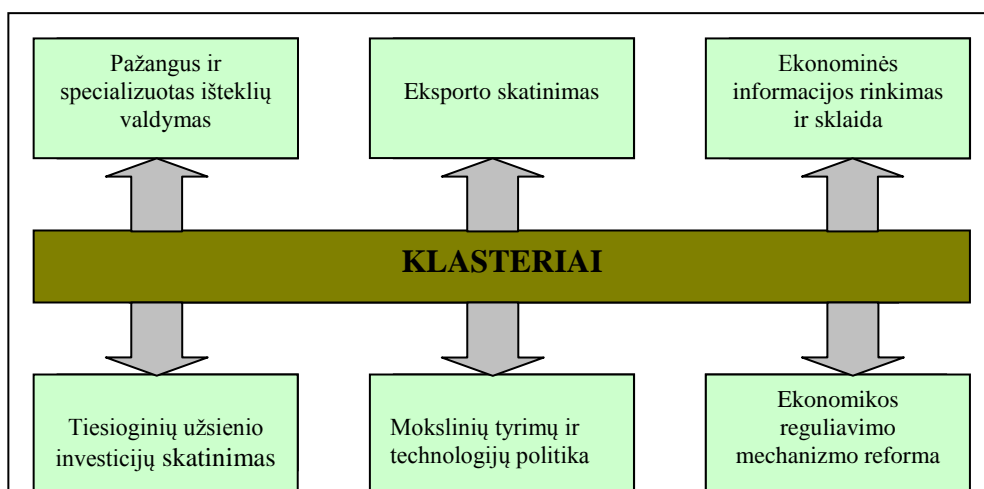 Pažangus ir
specializuotas išteklių
valdymas
Eksporto skatinimas
Ekonominės
informacijos rinkimas
ir sklaida
KLASTERIAI
Tiesioginių užsienio
investicijų skatinimas
Mokslinių tyrimų ir
technologijų politika
Ekonomikos
reguliavimo
mechanizmo reforma